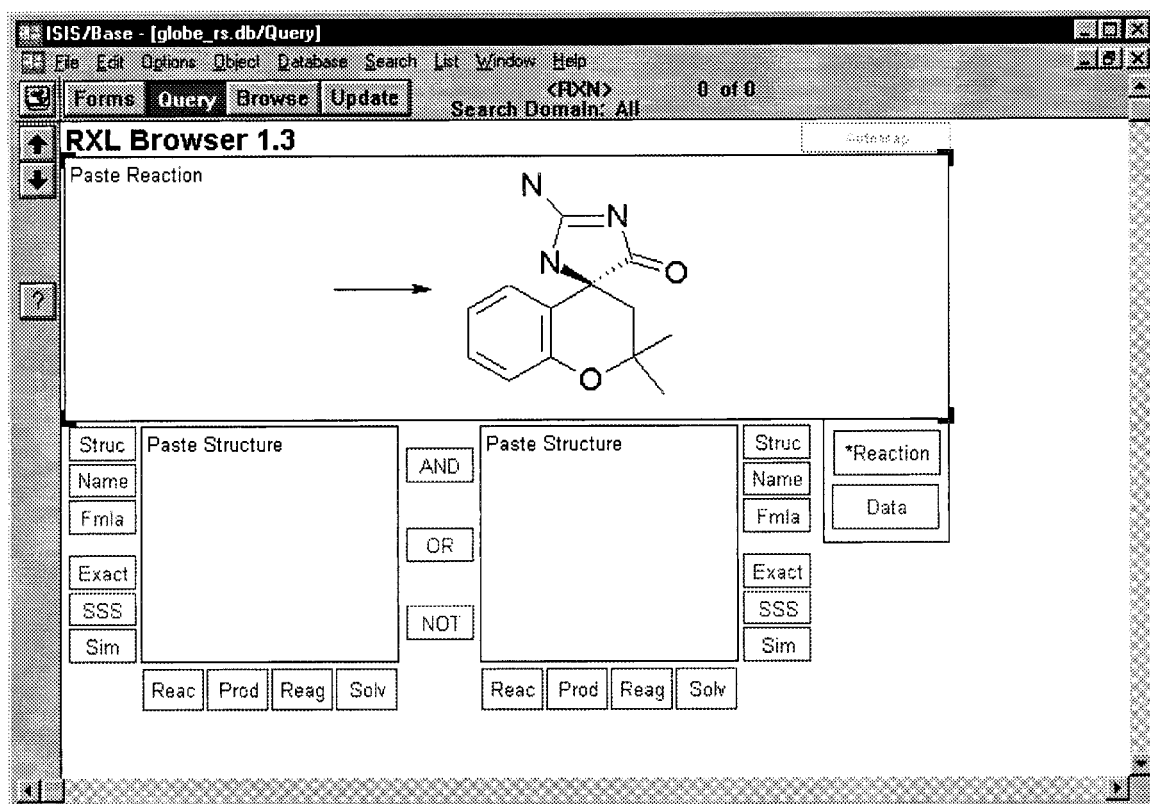 ISIS/Base - [globe_rs.db/Query]
File Edit Options Object Database Search List Window Help
Forms Query Browse Update <RXN> 0 of 0
Search Domain: All
RXL Browser 1.3 Automap
Paste Reaction
N
N
N
O
O
?
Struc Paste Structure AND Paste Structure Struc *Reaction
Name Name
Fmla Fmla Data
OR
Exact Exact
SSS SSS
NOT
Sim Sim
Reac Prod Reag Solv Reac Prod Reag Solv